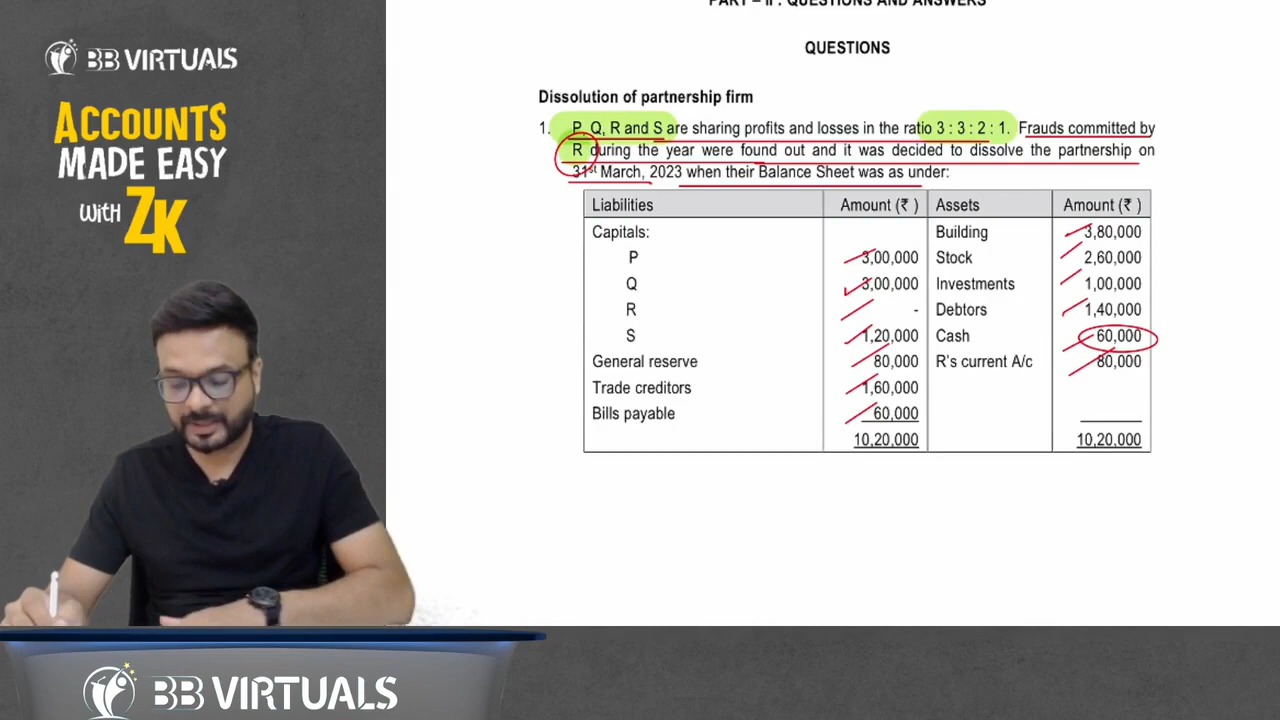 BB VIRTUALS
ACCOUNTS
MADE EASY
WITH ZK
PART – II : QUESTIONS AND ANSWERS
QUESTIONS
Dissolution of partnership firm
1. P, Q, R and S are sharing profits and losses in the ratio 3 : 3 : 2 : 1. Frauds committed by
R during the year were found out and it was decided to dissolve the partnership on
31st March, 2023 when their Balance Sheet was as under:
Liabilities Amount (₹ ) Assets Amount (₹ )
Capitals: Building 3,80,000
P 3,00,000 Stock 2,60,000
Q 3,00,000 Investments 1,00,000
R - Debtors 1,40,000
S 1,20,000 Cash 60,000
General reserve 80,000 R's current A/c 80,000
Trade creditors 1,60,000
Bills payable 60,000
10,20,000 10,20,000
BB VIRTUALS